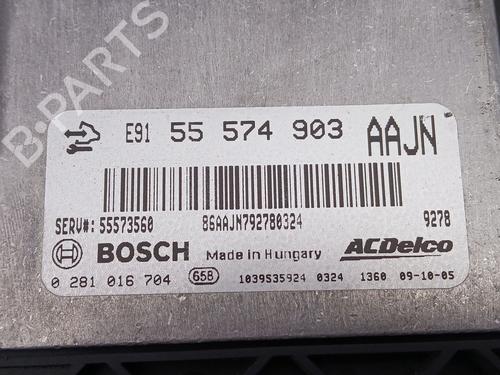 B-PARTS
E91 55 574 903 AAJN
SERV#: 55573560 86AAJN792780324 9278
BOSCH Made in Hungary ACDelco
0 281 016 704 65B 1039S35924 0324 1360 09-10-05